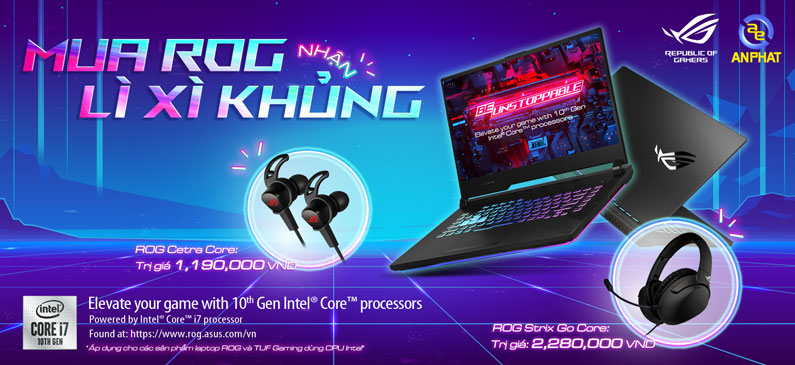 MUA ROG
NHẬN
LÌ XÌ KHỦNG
REPUBLIC OF
GAMERS
ae
ANPHAT
BE
UNSTOPPABLE
Elevate your game with 10th Gen
Intel® Core™ processors
ROG Cetra Core:
Trị giá 1,190,000 VND
intel®
CORE i7
10TH GEN
Elevate your game with 10th Gen Intel® Core™ processors
Powered by Intel® Core™ i7 processor
Found at: https://www.rog.asus.com/vn
*Áp dụng cho các sản phẩm laptop ROG và TUF Gaming dùng CPU Intel*
ROG Strix Go Core:
Trị giá: 2,280,000 VND